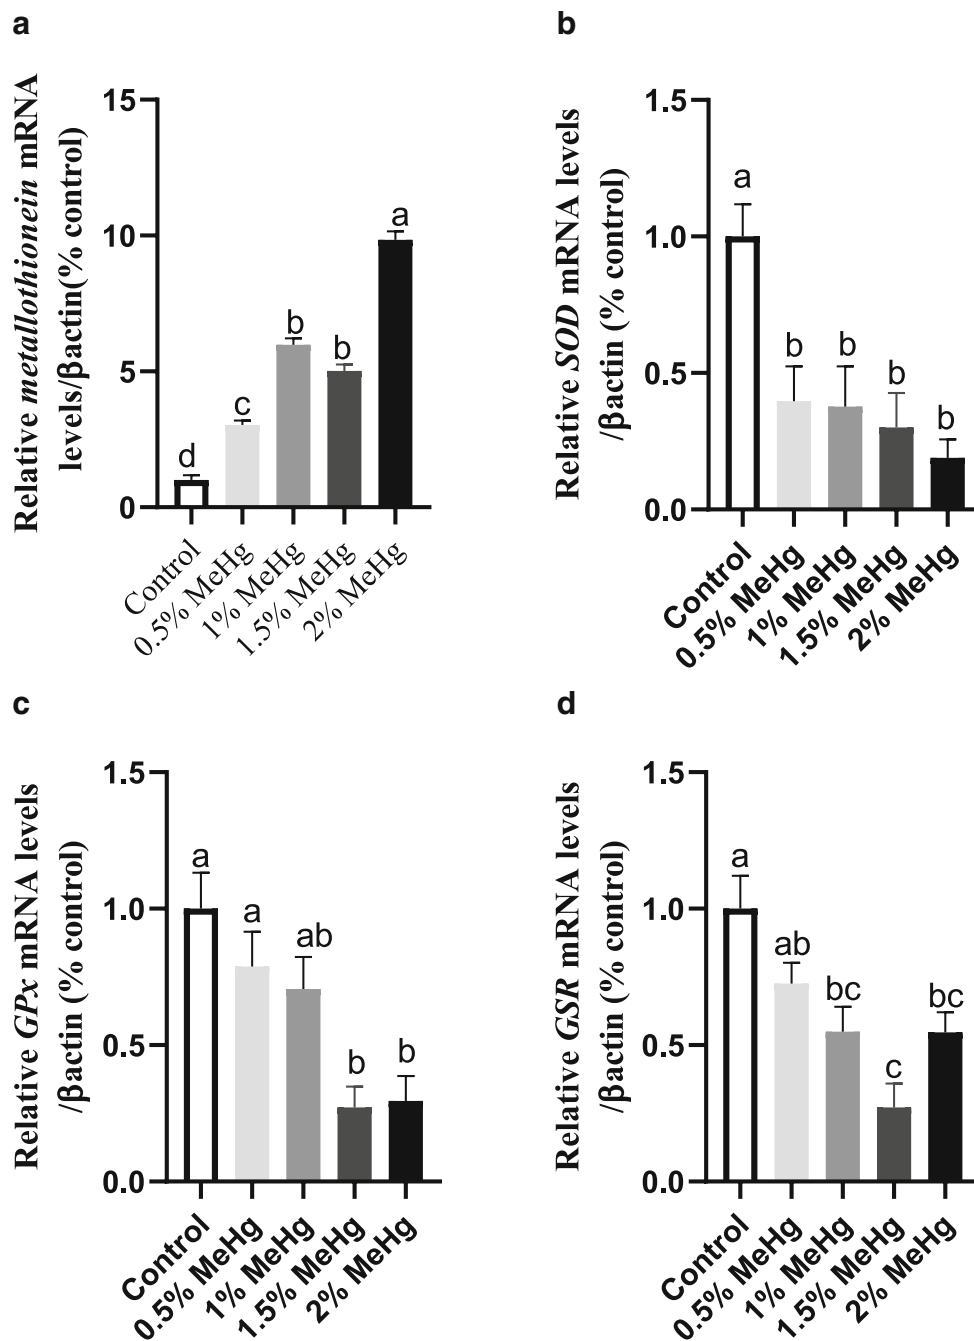 a
Relative metallothionein mRNA
levels/βactin(% control)
15
10
5
0
d
c
b
b
a
Control
0.5% MeHg
1% MeHg
1.5% MeHg
2% MeHg
b
Relative SOD mRNA levels
/βactin (% control)
1.5
1.0
0.5
0.0
a
b
b
b
b
Control
0.5% MeHg
1% MeHg
1.5% MeHg
2% MeHg
c
Relative GPx mRNA levels
/βactin (% control)
1.5
1.0
0.5
0.0
a
a
ab
b
b
Control
0.5% MeHg
1% MeHg
1.5% MeHg
2% MeHg
d
Relative GSR mRNA levels
/βactin (% control)
1.5
1.0
0.5
0.0
a
ab
bc
c
bc
Control
0.5% MeHg
1% MeHg
1.5% MeHg
2% MeHg